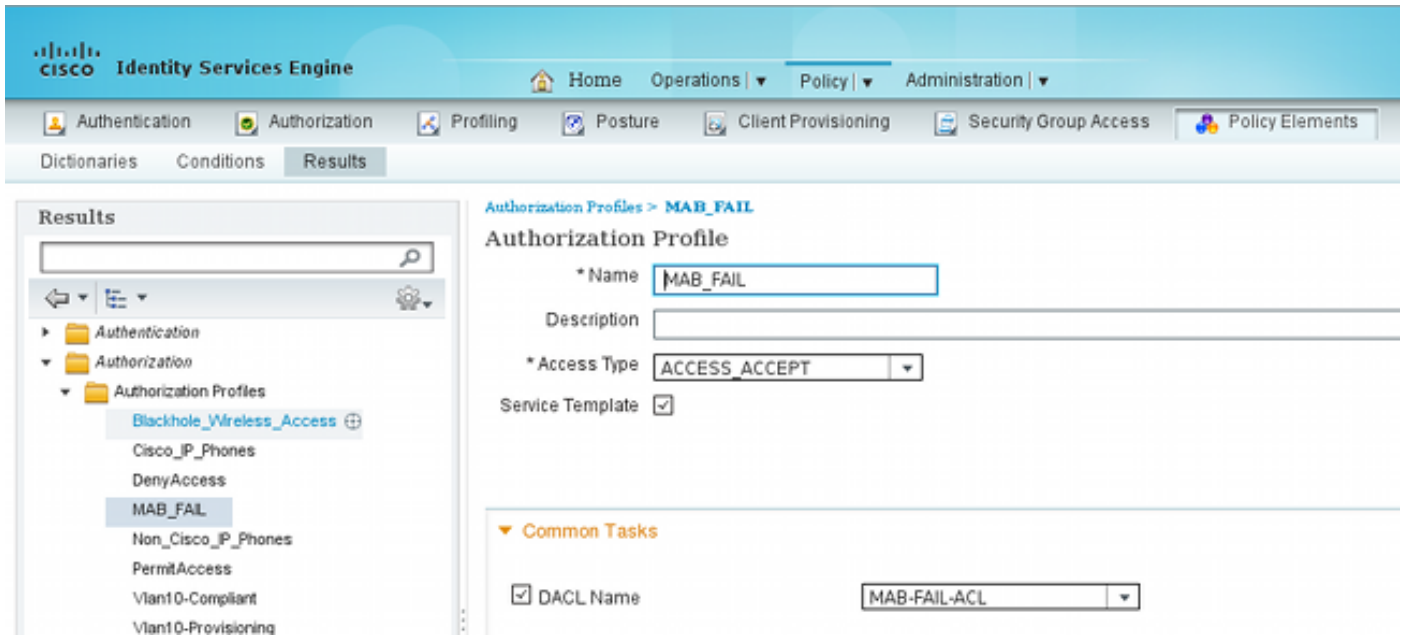 CISCO Identity Services Engine
Home Operations | Policy | Administration |
Authentication Authorization Profiling Posture Client Provisioning Security Group Access Policy Elements
Dictionaries Conditions Results
Results
Authentication
Authorization
Authorization Profiles
Blackhole_Wireless_Access
Cisco_IP_Phones
DenyAccess
MAB_FAIL
Non_Cisco_IP_Phones
PermitAccess
Vlan10-Compliant
Vlan10-Provisioning
Authorization Profiles > MAB_FAIL
Authorization Profile
* Name MAB_FAIL
Description
* Access Type ACCESS_ACCEPT
Service Template
Common Tasks
DACL Name MAB-FAIL-ACL